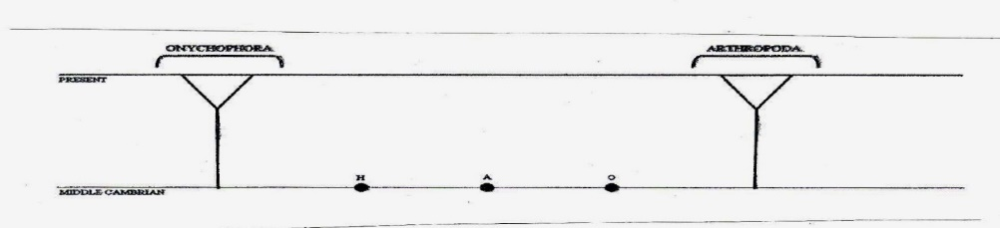 ONYCHOPHORA
ARTHROPODA
PRESENT
H
A
O
MIDDLE CAMBRIAN